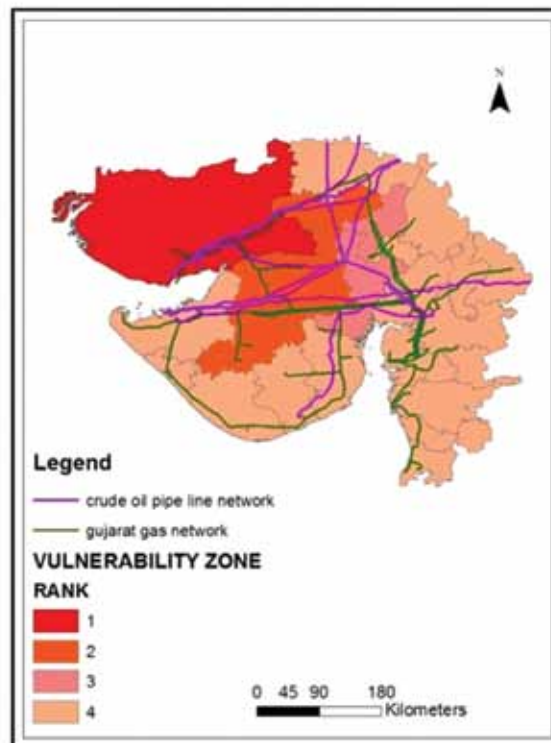 N
Legend
crude oil pipe line network
gujarat gas network
VULNERABILITY ZONE
RANK
1
2
3
4
0 45 90 180
Kilometers